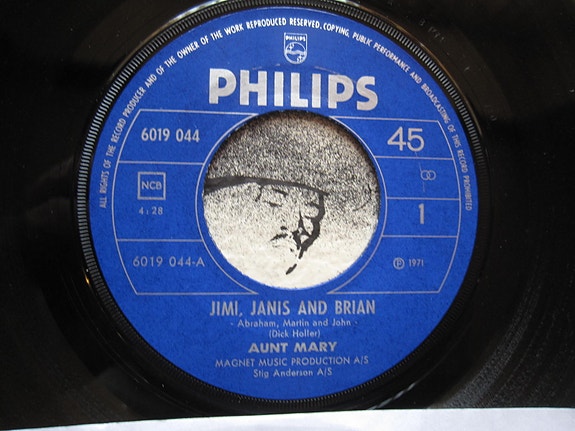 ALL RIGHTS OF THE RECORD PRODUCER AND OF THE OWNER OF THE WORK REPRODUCED RESERVED, COPYING, PUBLIC PERFORMANCE AND BROADCASTING OF THIS RECORD PROHIBITED
PHILIPS
PHILIPS
6019 044
45
NCB
4:28
1
6019 044-A
Ⓟ 1971
JIMI, JANIS AND BRIAN
- Abraham, Martin and John -
(Dick Holler)
AUNT MARY
MAGNET MUSIC PRODUCTION A/S
Stig Anderson A/S